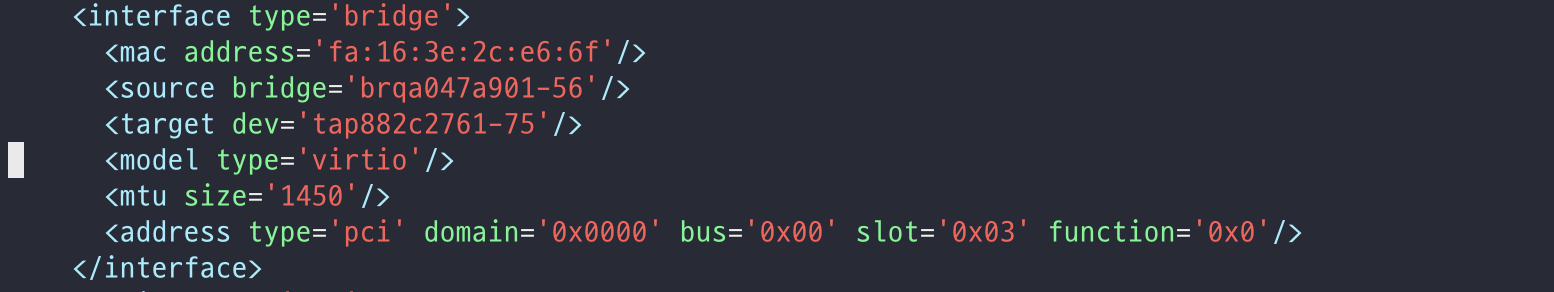 <interface type='bridge'>
<mac address='fa:16:3e:2c:e6:6f'/>
<source bridge='brqa047a901-56'/>
<target dev='tap882c2761-75'/>
<model type='virtio'/>
<mtu size='1450'/>
<address type='pci' domain='0x0000' bus='0x00' slot='0x03' function='0x0'/>
</interface>